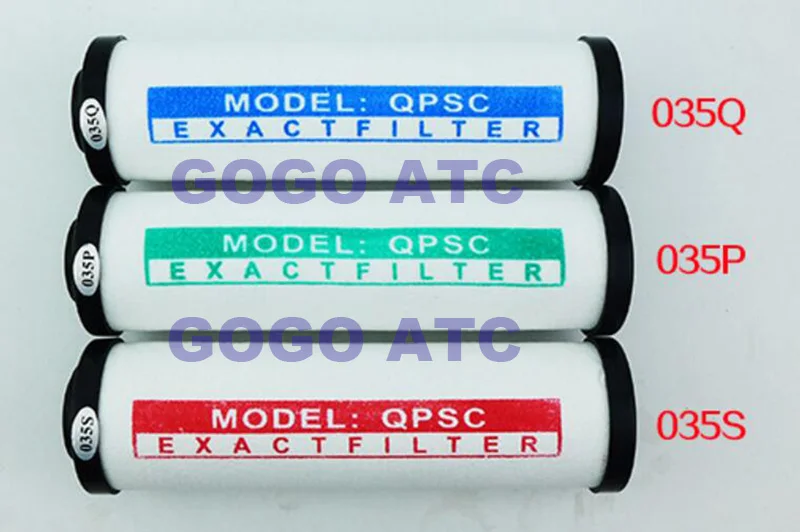 MODEL: QPSC
EXACTFILTER
035Q
035Q
GOGO ATC
MODEL: QPSC
EXACTFILTER
035P
035P
GOGO ATC
MODEL: QPSC
EXACTFILTER
035S
035S